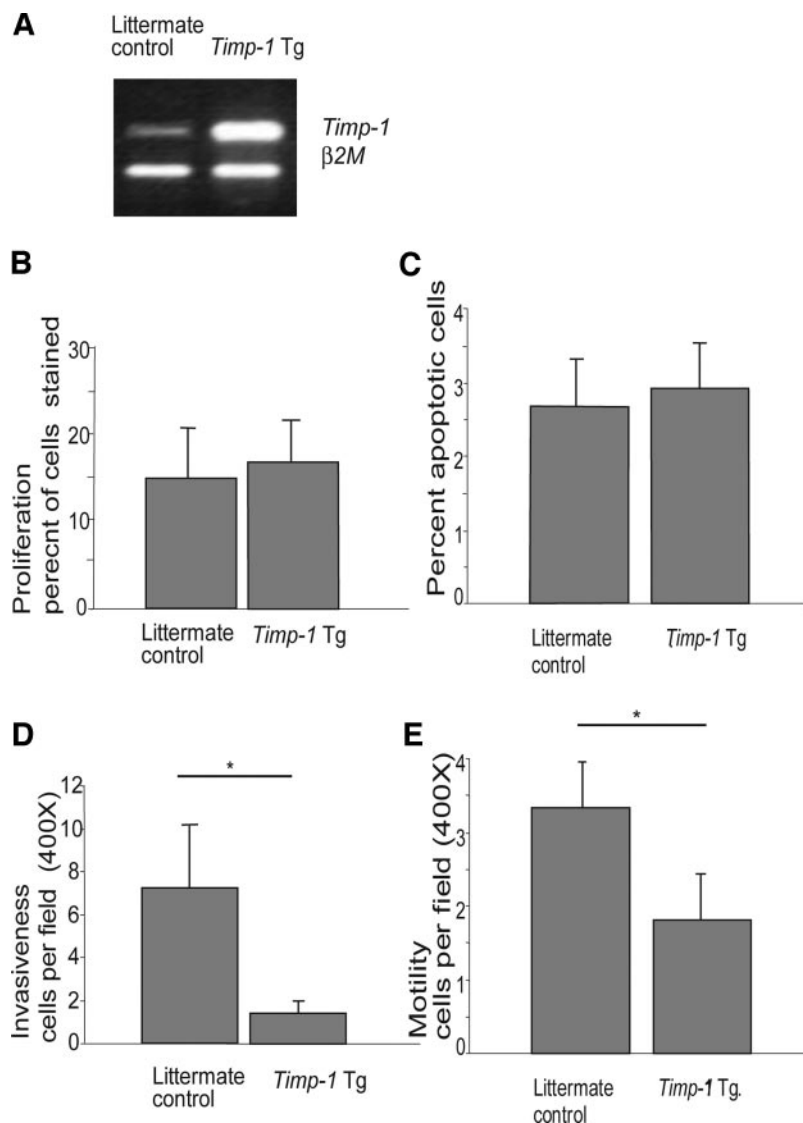 A
Littermate
control
Timp-1 Tg
Timp-1
β2M
B
Proliferation
perecnt of cells stained
30
20
10
0
Littermate
control
Timp-1 Tg
C
Percent apoptotic cells
4
3
2
1
0
Littermate
control
Timp-1 Tg
D
Invasiveness
cells per field (400X)
12
10
8
6
4
2
0
*
Littermate
control
Timp-1 Tg
E
Motility
cells per field (400X)
4
3
2
1
0
*
Littermate
control
Timp-1 Tg.